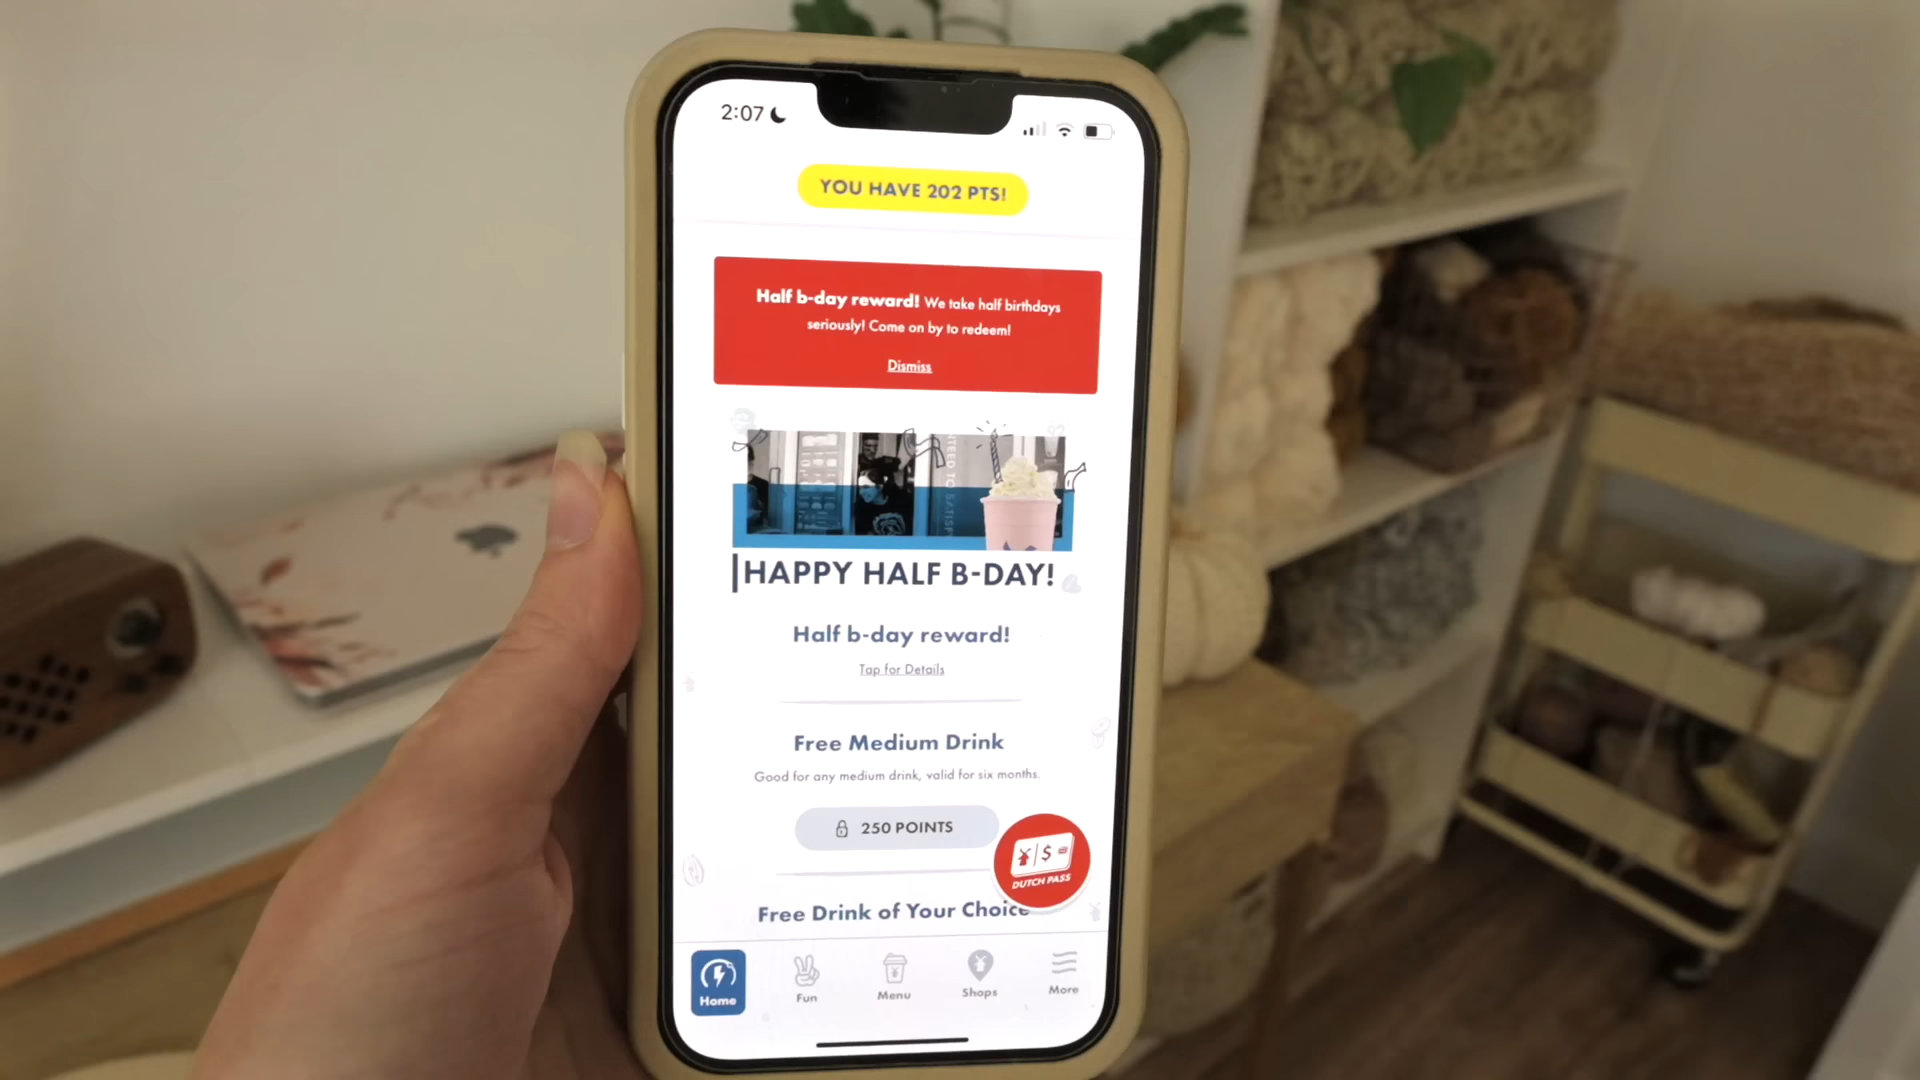 2:07
YOU HAVE 202 PTS!
Half b-day reward! We take half birthdays
seriously! Come on by to redeem!
Dismiss
HAPPY HALF B-DAY!
Half b-day reward!
Tap for Details
Free Medium Drink
Good for any medium drink, valid for six months.
250 POINTS
$
DUTCH PASS
Free Drink of Your Choice
Home
Fun
Menu
Shops
More